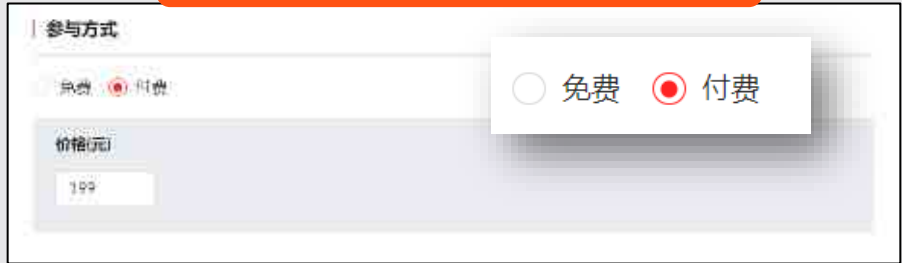 参与方式
免费 付费
免费 付费
价格(元)
199